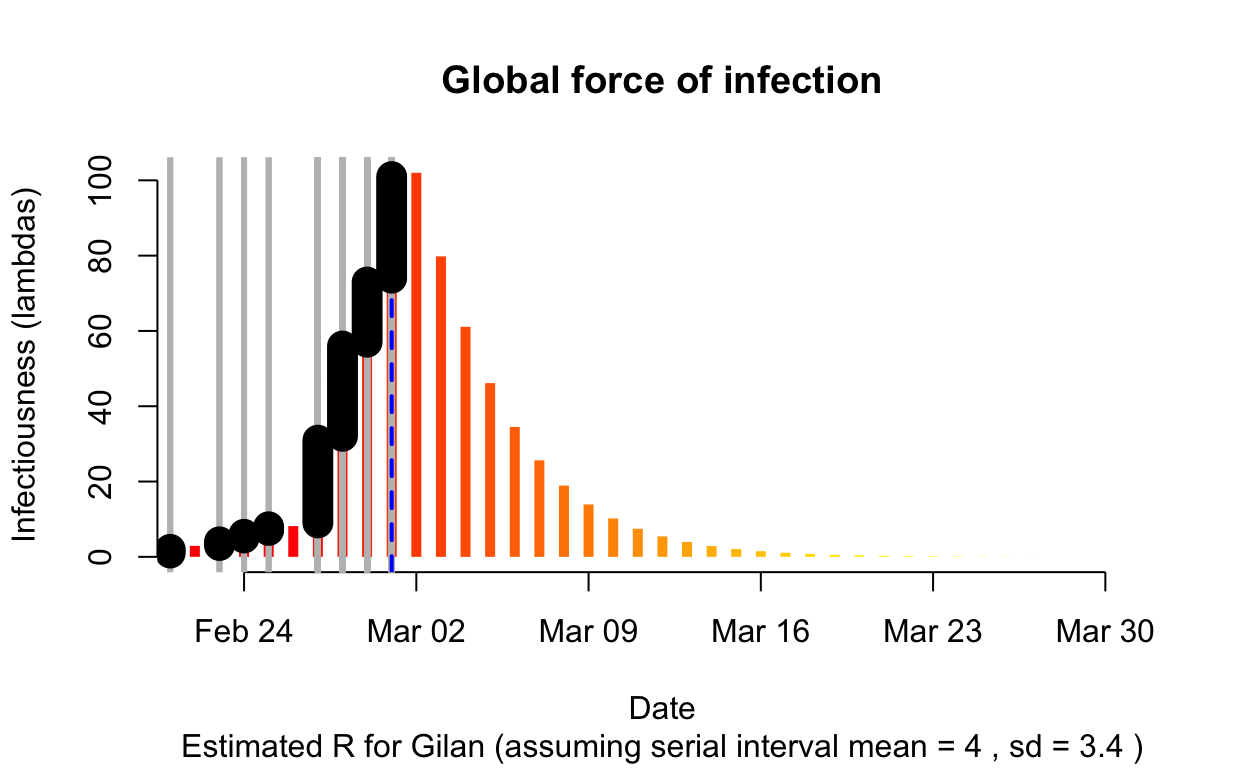 Global force of infection
Infectiousness (lambdas)
100
80
60
40
20
0
Feb 24 Mar 02 Mar 09 Mar 16 Mar 23 Mar 30
Date
Estimated R for Gilan (assuming serial interval mean = 4 , sd = 3.4 )